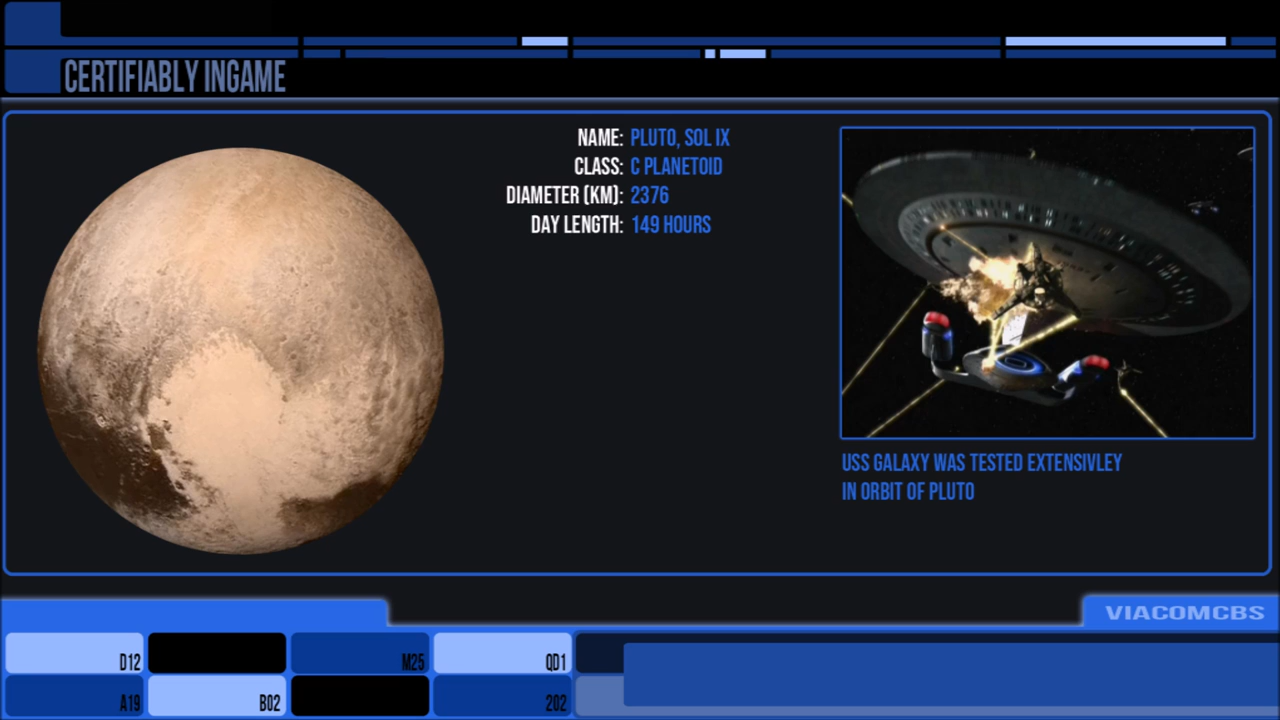 CERTIFIABLY INGAME
NAME: PLUTO, SOL IX
CLASS: C PLANETOID
DIAMETER (KM): 2376
DAY LENGTH: 149 HOURS
USS GALAXY WAS TESTED EXTENSIVLEY
IN ORBIT OF PLUTO
VIACOMCBS
D12
M25
QD1
A19
B02
202